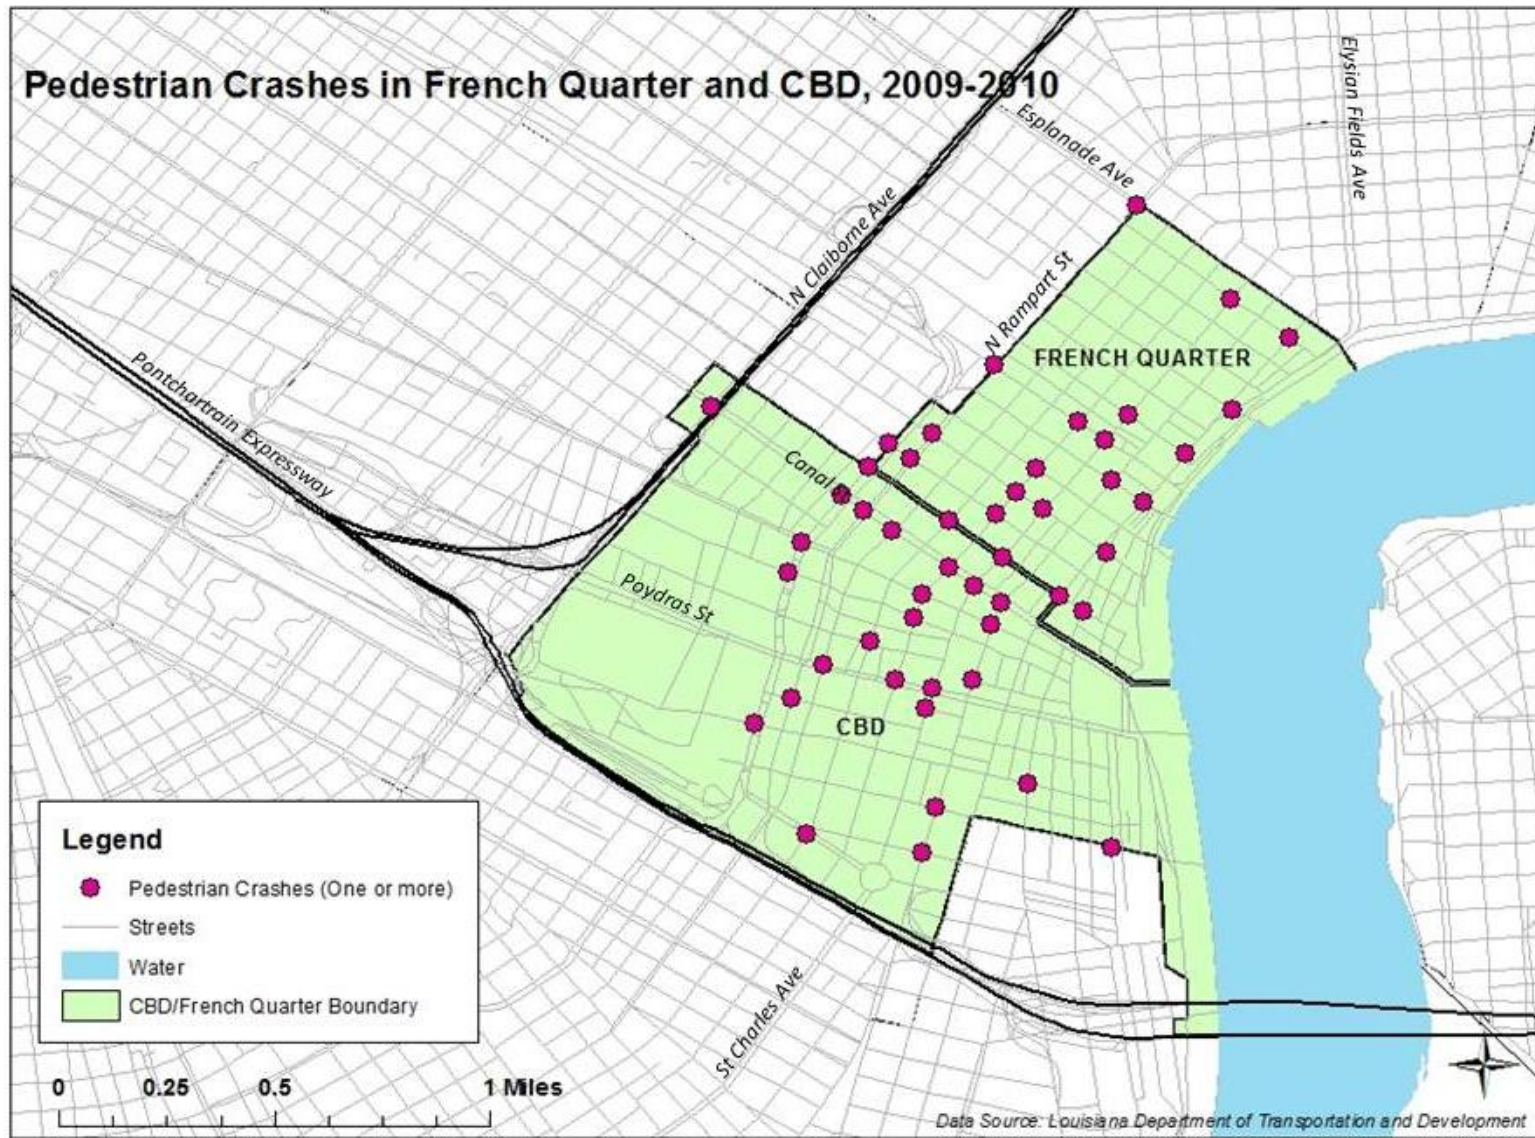 Pedestrian Crashes in French Quarter and CBD, 2009-2010
Elysian Fields Ave
Esplanade Ave
N Claiborne Ave
N Rampart St
FRENCH QUARTER
Pontchartrain Expressway
Canal St
Poydras St
CBD
Legend
Pedestrian Crashes (One or more)
Streets
Water
CBD/French Quarter Boundary
St Charles Ave
0 0.25 0.5 1 Miles
Data Source: Louisiana Department of Transportation and Development